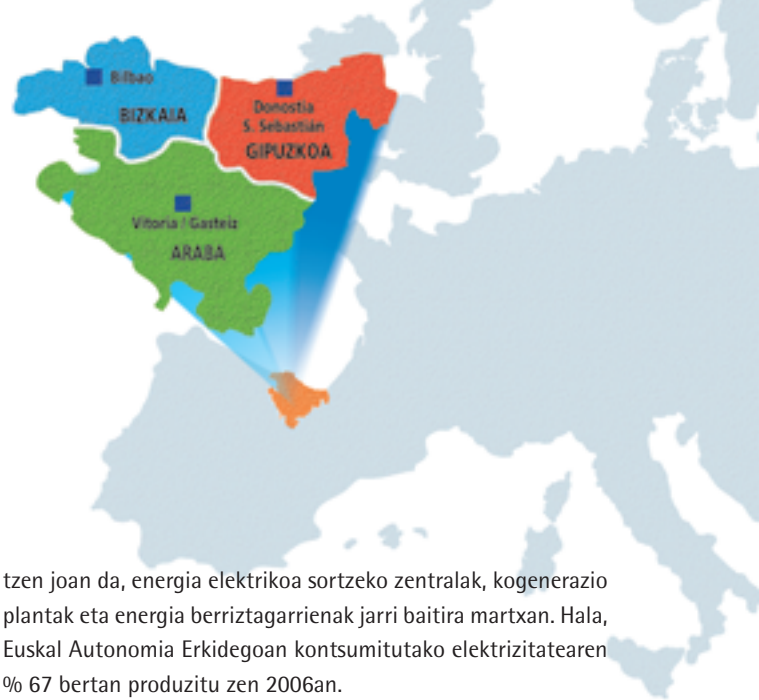 Bilbao
BIZKAIA
Donostia
S. Sebastián
GIPUZKOA
Vitoria / Gasteiz
ARABA
tzen joan da, energia elektrikoa sortzeko zentralak, kogenerazio
plantak eta energia berriztagarrienak jarri baitira martxan. Hala,
Euskal Autonomia Erkidegoan kontsumitutako elektrizitatearen
% 67 bertan produzitu zen 2006an.